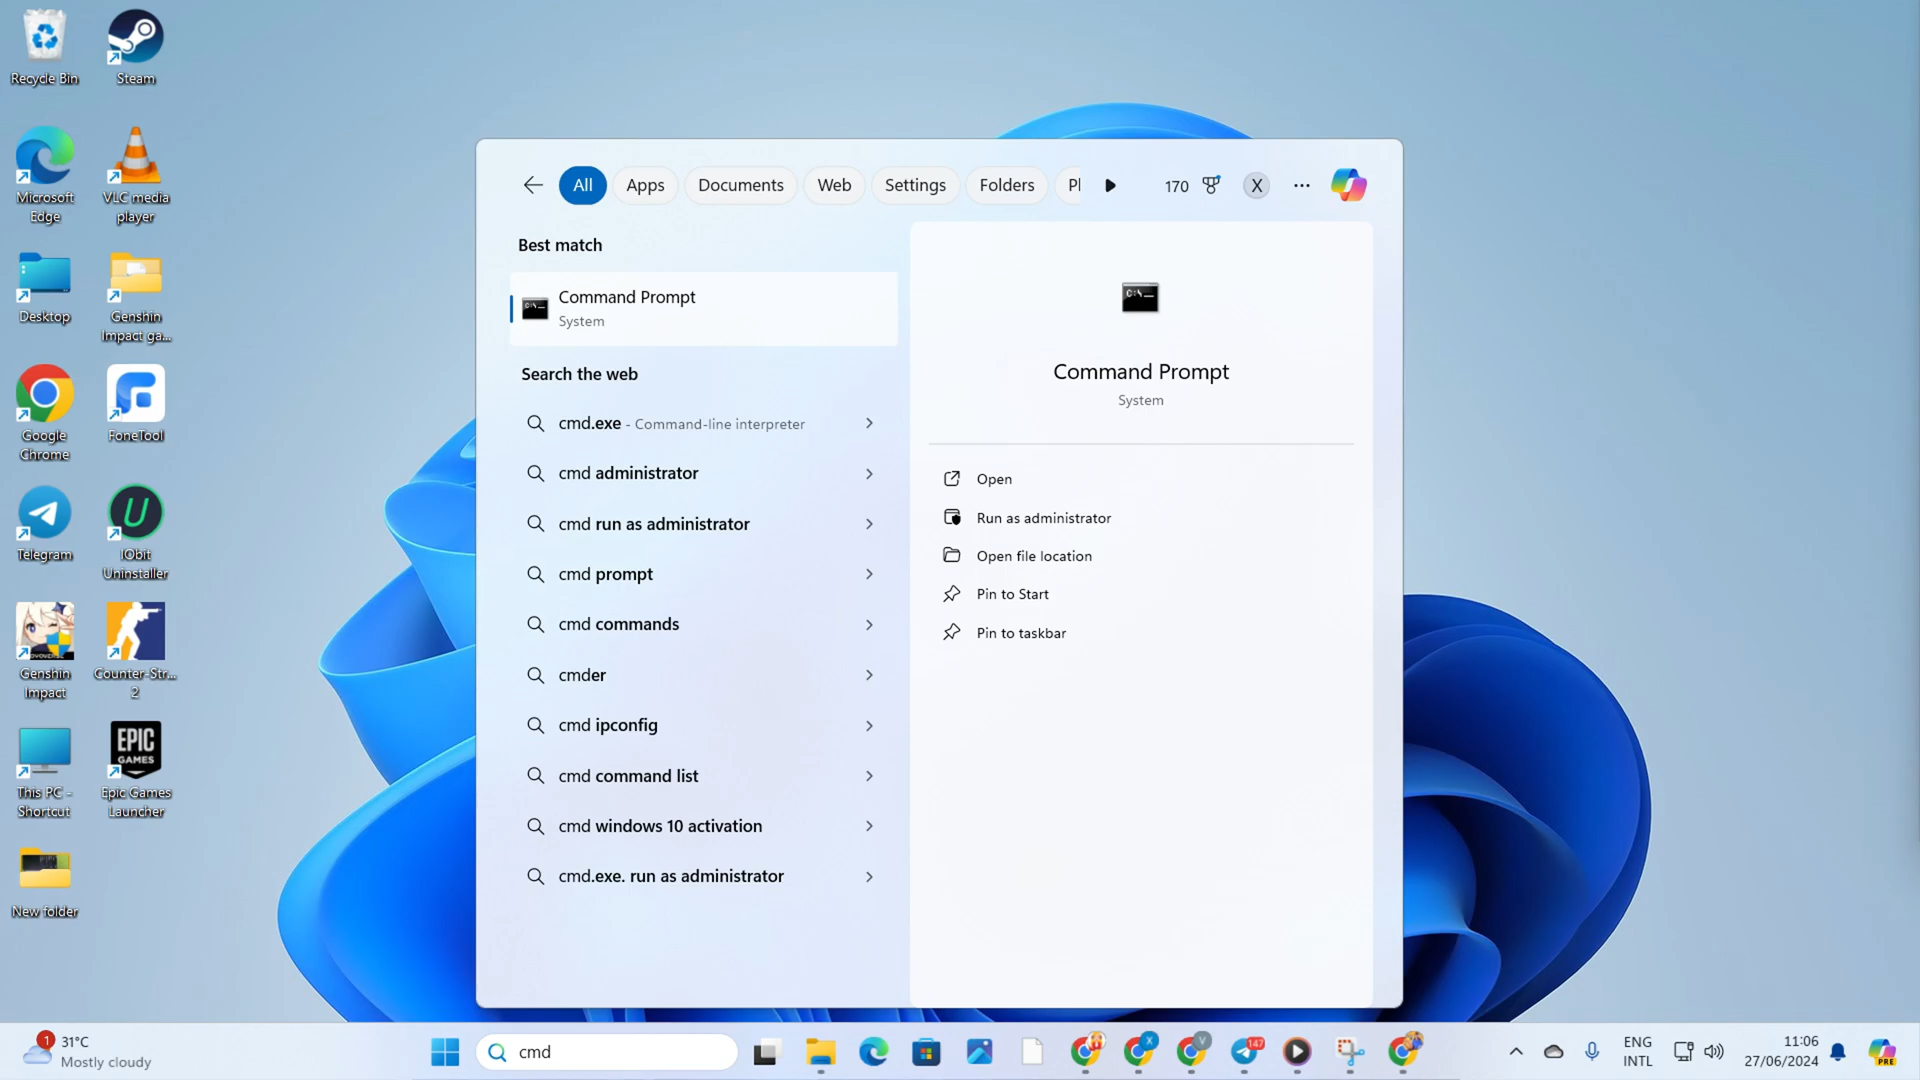 Recycle Bin
Steam
Microsoft
Edge
VLC media
player
Desktop
Genshin
Impact ga...
Google
Chrome
FoneTool
Telegram
IObit
Uninstaller
Genshin
Impact
Counter-Str...
2
This PC -
Shortcut
EPIC
GAMES
Epic Games
Launcher
New folder
All
Apps
Documents
Web
Settings
Folders
170
X
Best match
Command Prompt
System
Search the web
cmd.exe - Command-line interpreter
cmd administrator
cmd run as administrator
cmd prompt
cmd commands
cmder
cmd ipconfig
cmd command list
cmd windows 10 activation
cmd.exe. run as administrator
Command Prompt
System
Open
Run as administrator
Open file location
Pin to Start
Pin to taskbar
1
31°C
Mostly cloudy
cmd
X
V
147
ENG
INTL
11:06
27/06/2024
PRE